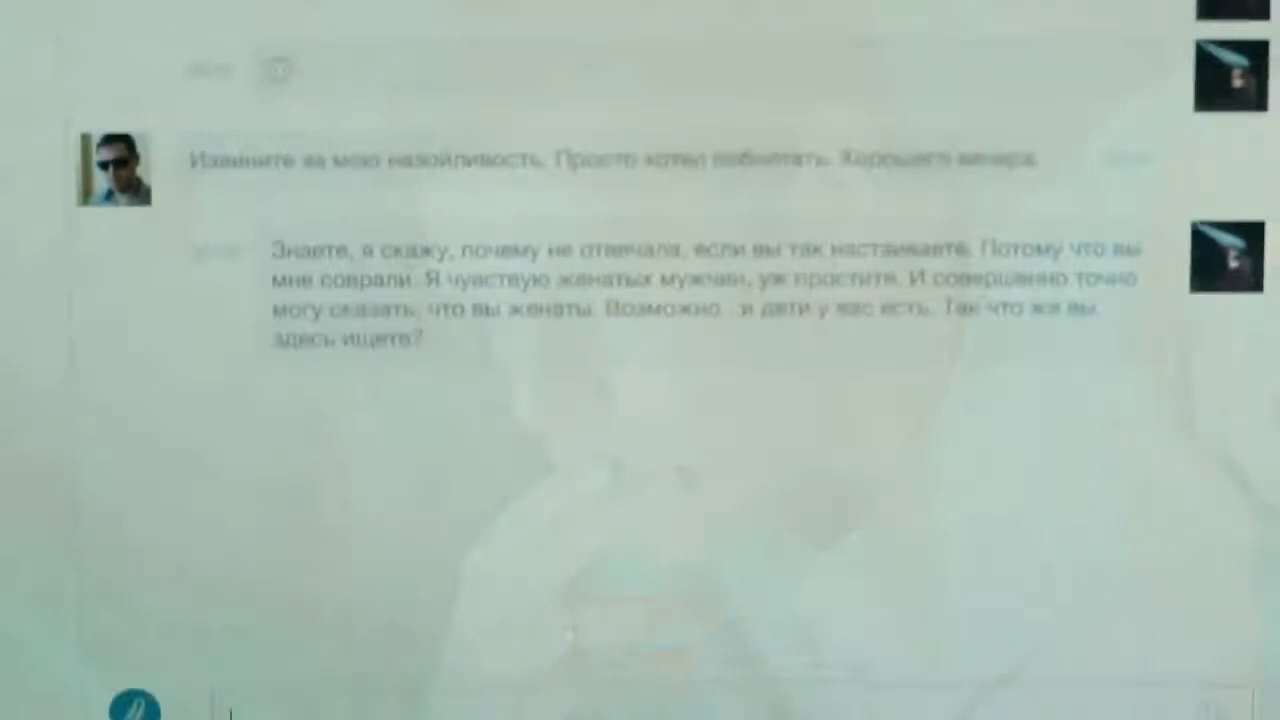 Извините за мою назойливость. Просто хотел поболтать. Хорошего вечера.
Знаете, я скажу, почему не отвечала, если вы так настаиваете. Потому что вы
мне соврали. Я чувствую женатых мужчин, уж простите. И совершенно точно
могу сказать, что вы женаты. Возможно , и дети у вас есть. Так что же вы
здесь ищете?